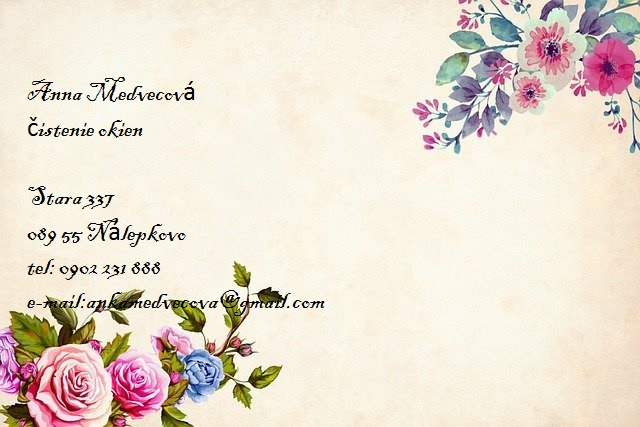 Anna Medvecová
Čistenie okien
Stara 337
089 55 Nálepkovo
tel: 0902 231 888
e-mail:ankamedvecova@gmail.com